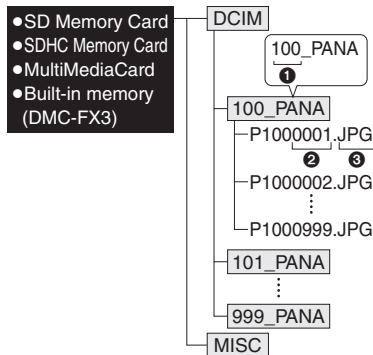 ●SD Memory Card
●SDHC Memory Card
●MultiMediaCard
●Built-in memory
(DMC-FX3)
DCIM
100_PANA
❶
100_PANA
P1000001.JPG
❷ ❸
P1000002.JPG
P1000999.JPG
101_PANA
999_PANA
MISC